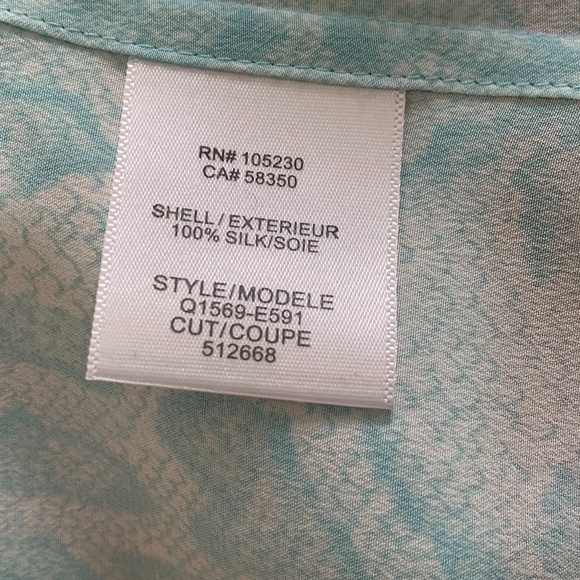 RN# 105230
CA# 58350
SHELL/EXTERIEUR
100% SILK/SOIE
STYLE/MODELE
Q1569-E591
CUT/COUPE
512668